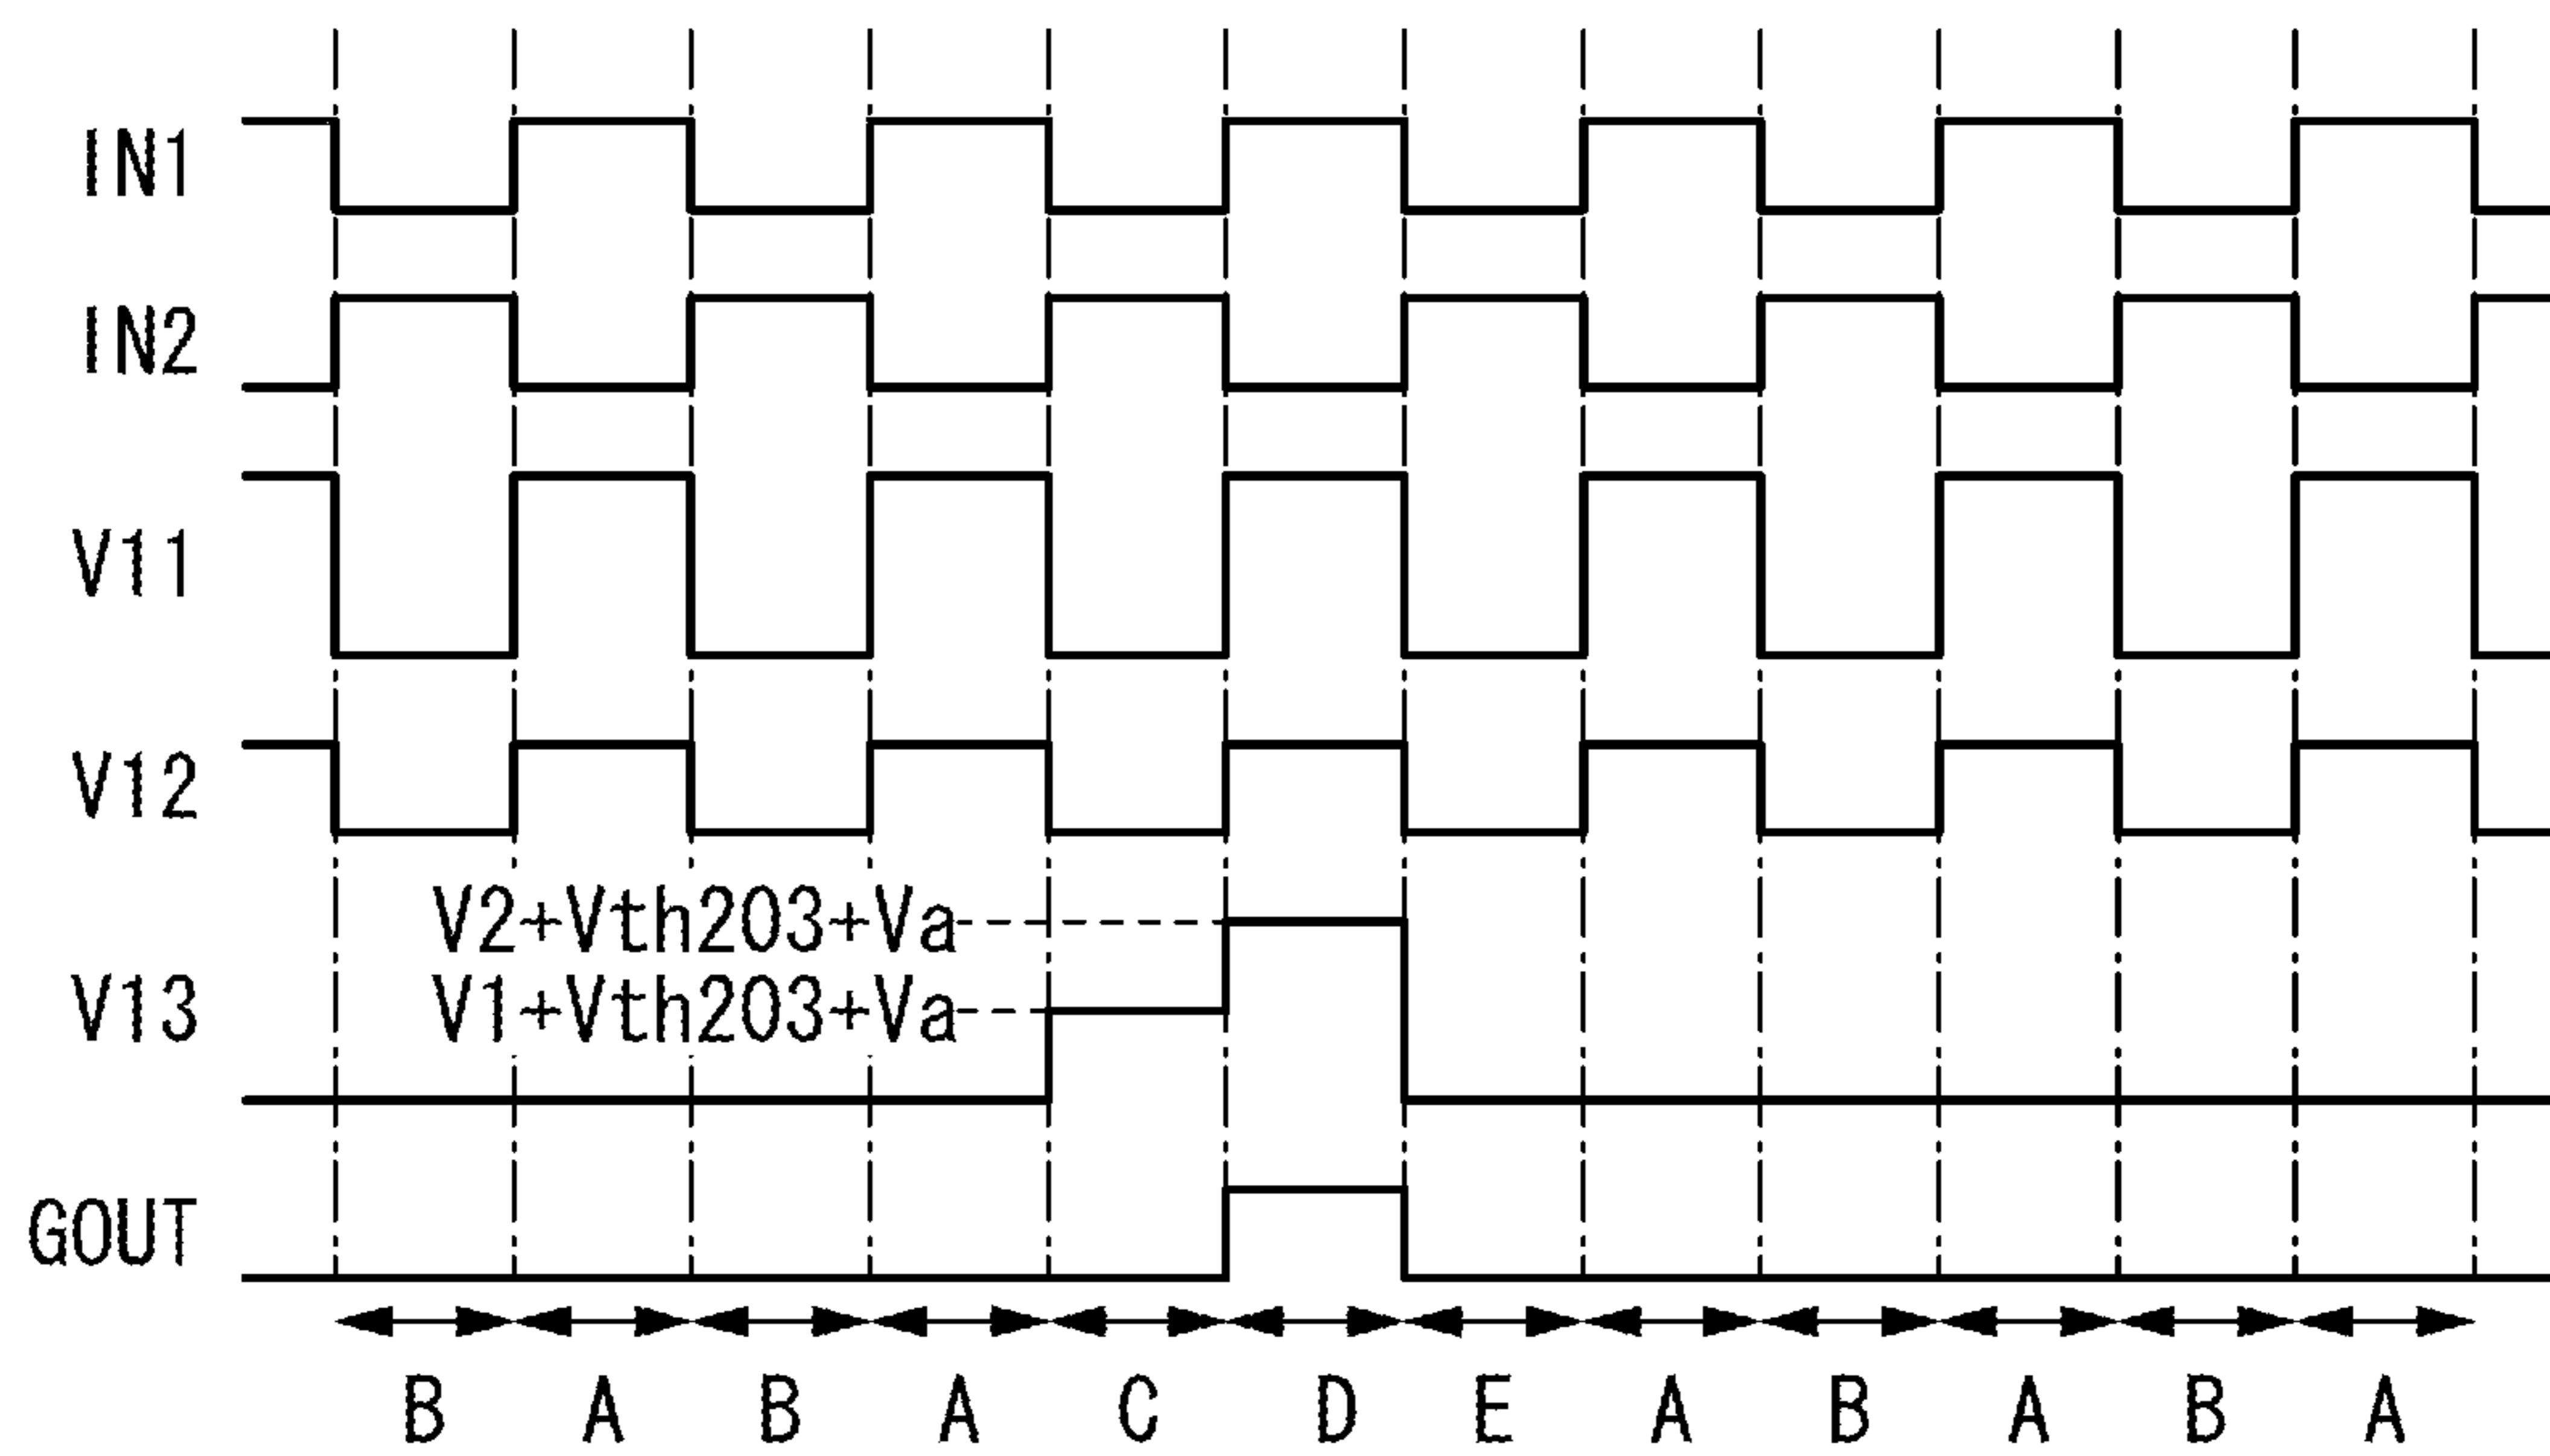 IN1
IN2
V11
V12
V2+Vth203+Va
V13
V1+Vth203+Va
GOUT
B A B A C D E A B A B A